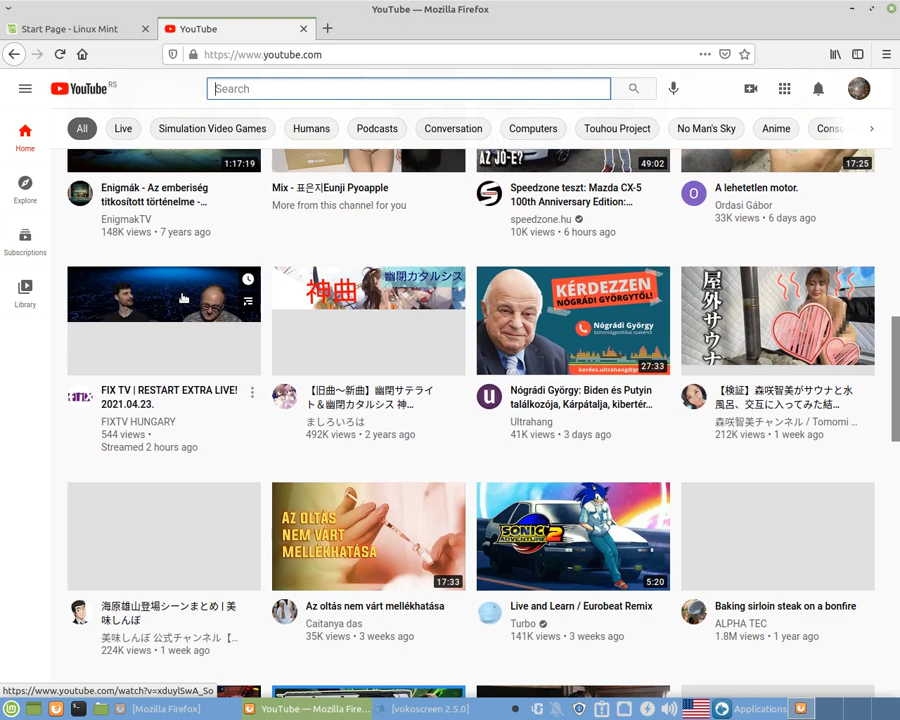 YouTube — Mozilla Firefox
Start Page - Linux Mint
YouTube
https://www.youtube.com
YouTube RS
Search
All
Live
Simulation Video Games
Humans
Podcasts
Conversation
Computers
Touhou Project
No Man's Sky
Anime
Home
Explore
Subscriptions
Library
1:17:19
AZ JO-E?
49:02
17:25
Enigmák - Az emberiség
titkosított történelme -...
EnigmakTV
148K views • 7 years ago
Mix - 표은지Eunji Pyoapple
More from this channel for you
Speedzone teszt: Mazda CX-5
100th Anniversary Edition:...
speedzone.hu
10K views • 6 hours ago
O
A lehetetlen motor.
Ordasi Gábor
33K views • 6 days ago
神曲
幽閉カタルシス
KÉRDEZZEN
NÓGRÁDI GYÖRGYTŐL!
Nógrádi György
biztonságpolitikai szakértő
27:33
屋外サウナ
FIX TV | RESTART EXTRA LIVE!
2021.04.23.
FIXTV HUNGARY
544 views •
Streamed 2 hours ago
【旧曲〜新曲】幽閉サテライ
ト＆幽閉カタルシス 神...
ましろいろは
492K views • 2 years ago
u
Nógrádi György: Biden és Putyin
találkozója, Kárpátalja, kibertér...
Ultrahang
41K views • 3 days ago
【検証】森咲智美がサウナと水
風呂、交互に入ってみた結...
森咲智美チャンネル / Tomomi ...
212K views • 1 week ago
AZ OLTÁS
NEM VÁRT
MELLÉKHATÁSA
17:33
SONIC
ADVENTURE 2
5:20
海原雄山登場シーンまとめ | 美
味しんぼ
美味しんぼ 公式チャンネル【...
224K views • 1 week ago
Az oltás nem várt mellékhatása
Caitanya das
35K views • 3 weeks ago
Live and Learn / Eurobeat Remix
Turbo
141K views • 3 weeks ago
Baking sirloin steak on a bonfire
ALPHA TEC
1.8M views • 1 year ago
https://www.youtube.com/watch?v=xduylSwA_So
[Mozilla Firefox]
YouTube — Mozilla Fire...
[vokoscreen 2.5.0]
Applications